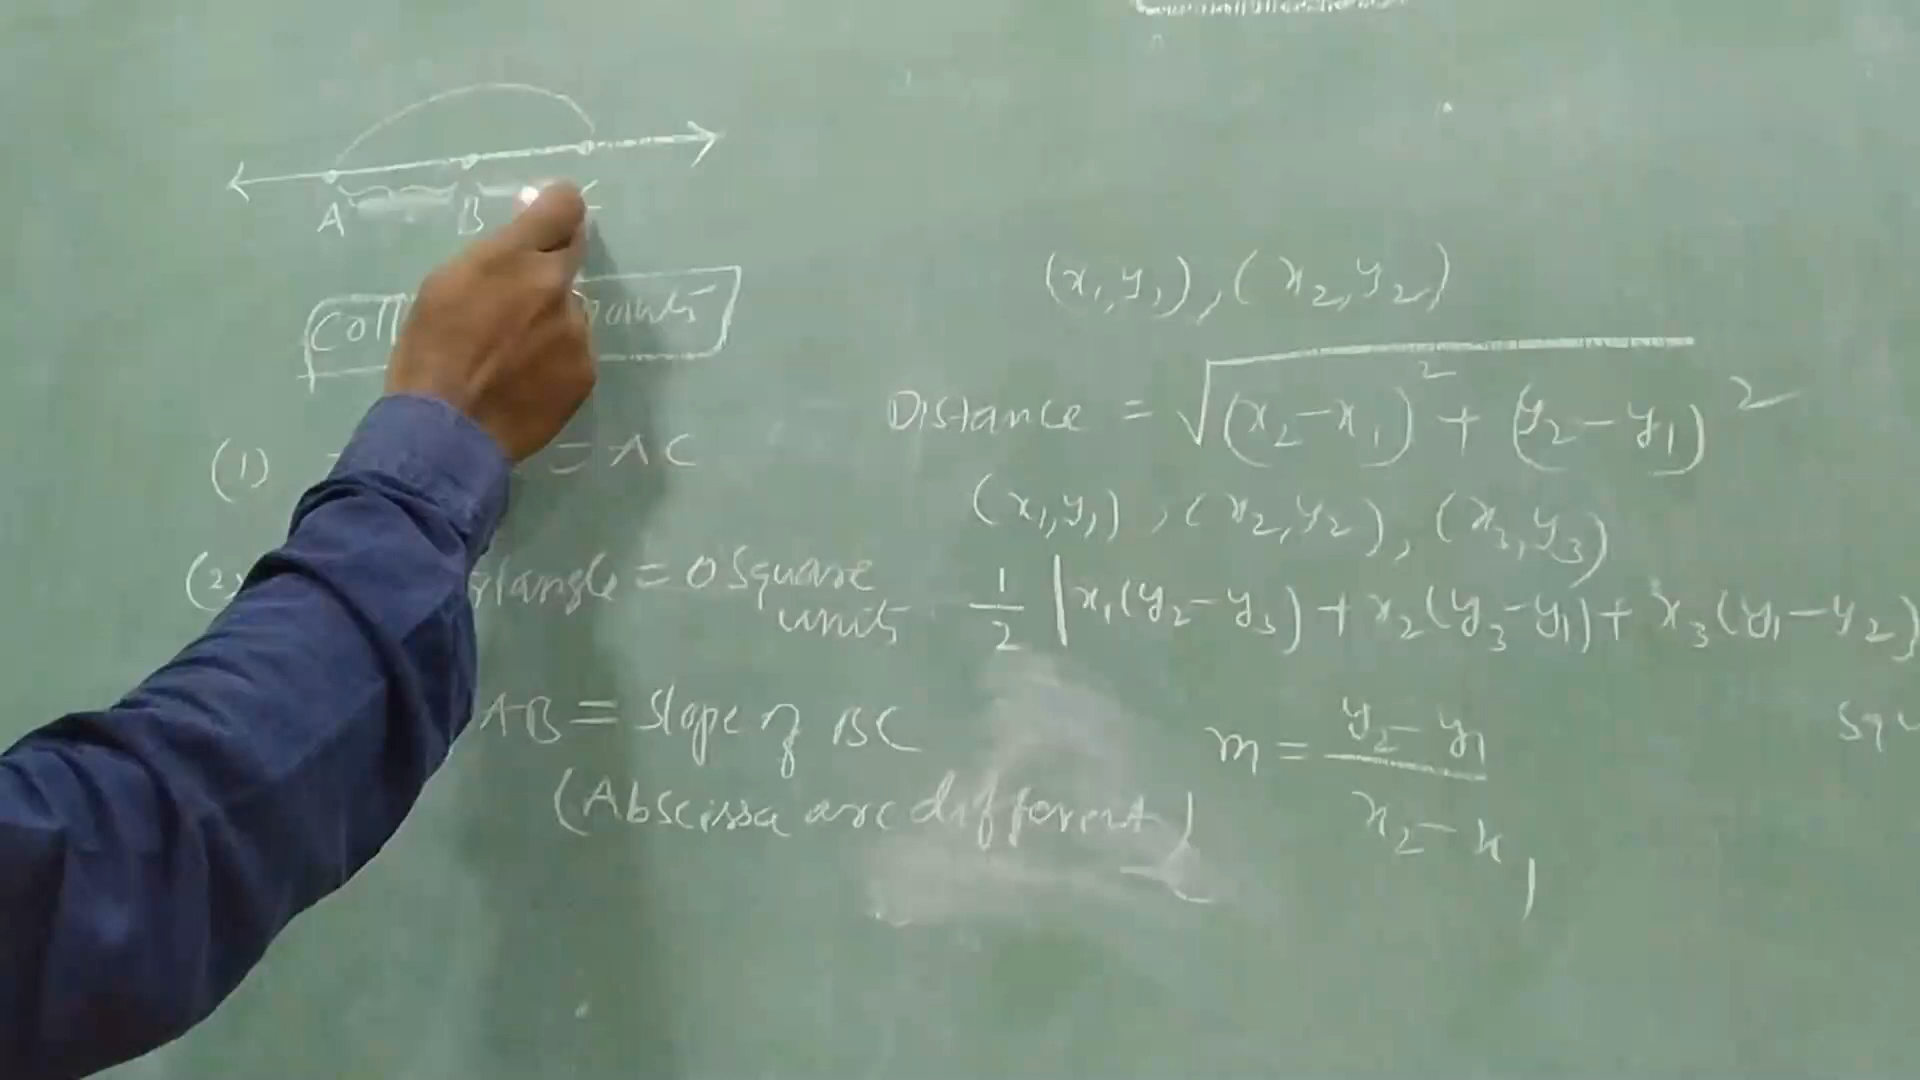 A B
Points
(x₁,y₁), (x₂,y₂)
(1) = AC
Distance = √(x₂-x₁)² + (y₂-y₁)²
(x₁,y₁), (x₂,y₂), (x₃,y₃)
(2) = 0 Square units
1/2 |x₁(y₂-y₃) + x₂(y₃-y₁) + x₃(y₁-y₂)
AB = Slope of BC
(Abscissa are different)
m = y₂-y₁ / x₂-x₁